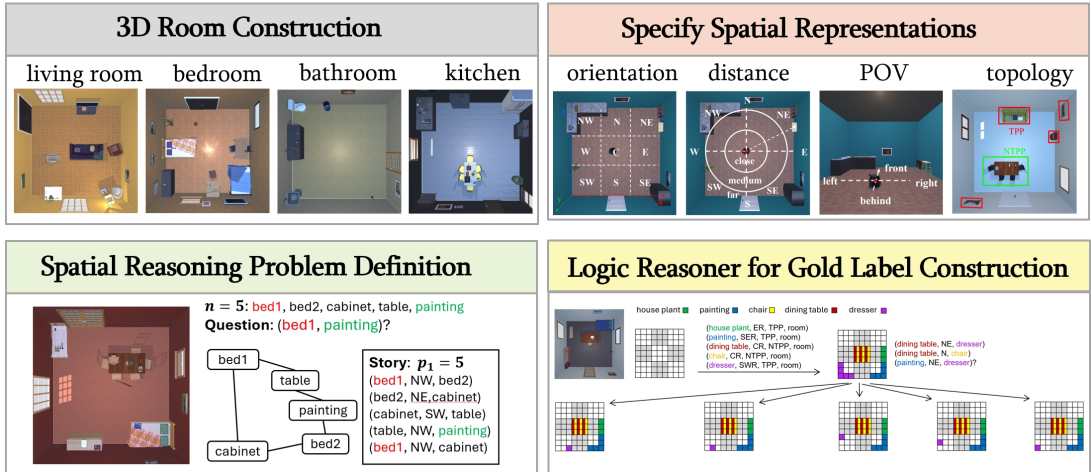 3D Room Construction
living room bedroom bathroom kitchen
Specify Spatial Representations
orientation distance POV topology
NW N NE
W C E
SW S SE
N
NW NE
W E
close
medium
SW SE
far
S
front
left right
behind
TPP
NTPP
y
Spatial Reasoning Problem Definition
n = 5: bed1, bed2, cabinet, table, painting
Question: (bed1, painting)?
bed1
table
painting
bed2
cabinet
Story: p₁ = 5
(bed1, NW, bed2)
(bed2, NE,cabinet)
(cabinet, SW, table)
(table, NW, painting)
(bed1, NW, cabinet)
Logic Reasoner for Gold Label Construction
house plant painting chair dining table dresser
(house plant, ER, TPP, room)
(painting, SER, TPP, room)
(dining table, CR, NTPP, room)
(chair, CR, NTPP, room)
(dresser, SWR, TPP, room)
(dining table, NE, dresser)
(dining table, N, chair)
(painting, NE, dresser)?